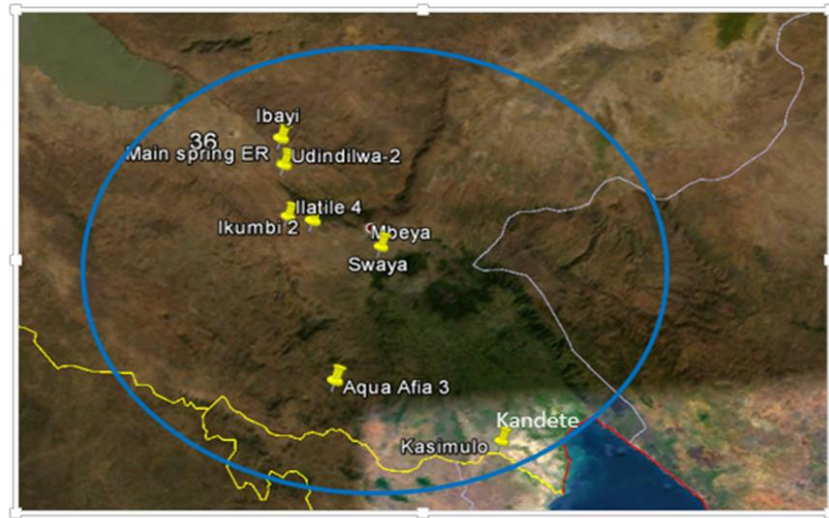 Ibayi
36
Main spring ER
Udindilwa-2
Ilatile 4
Ikumbi 2
Mbeya
Swaya
Aqua Afia 3
Kandete
Kasimulo